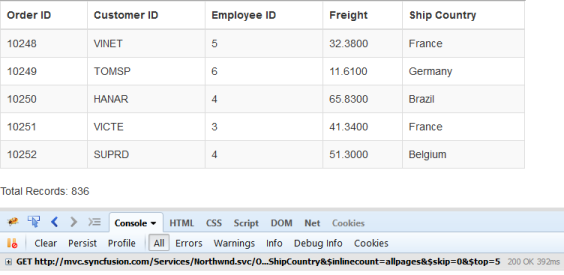 Order ID Customer ID Employee ID Freight Ship Country
10248 VINET 5 32.3800 France
10249 TOMSP 6 11.6100 Germany
10250 HANAR 4 65.8300 Brazil
10251 VICTE 3 41.3400 France
10252 SUPRD 4 51.3000 Belgium
Total Records: 836
Console HTML CSS Script DOM Net Cookies
Clear Persist Profile All Errors Warnings Info Debug Info Cookies
GET http://mvc.syncfusion.com/Services/Northwnd.svc/O...ShipCountry&$inlinecount=allpages&$skip=0&$top=5 200 OK 392ms